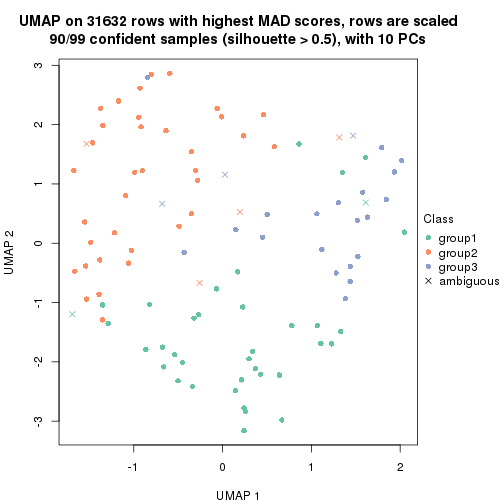 UMAP on 31632 rows with highest MAD scores, rows are scaled
90/99 confident samples (silhouette > 0.5), with 10 PCs
3
2
1
0
-1
-2
-3
UMAP 2
-1
0
1
2
UMAP 1
Class
group1
group2
group3
ambiguous